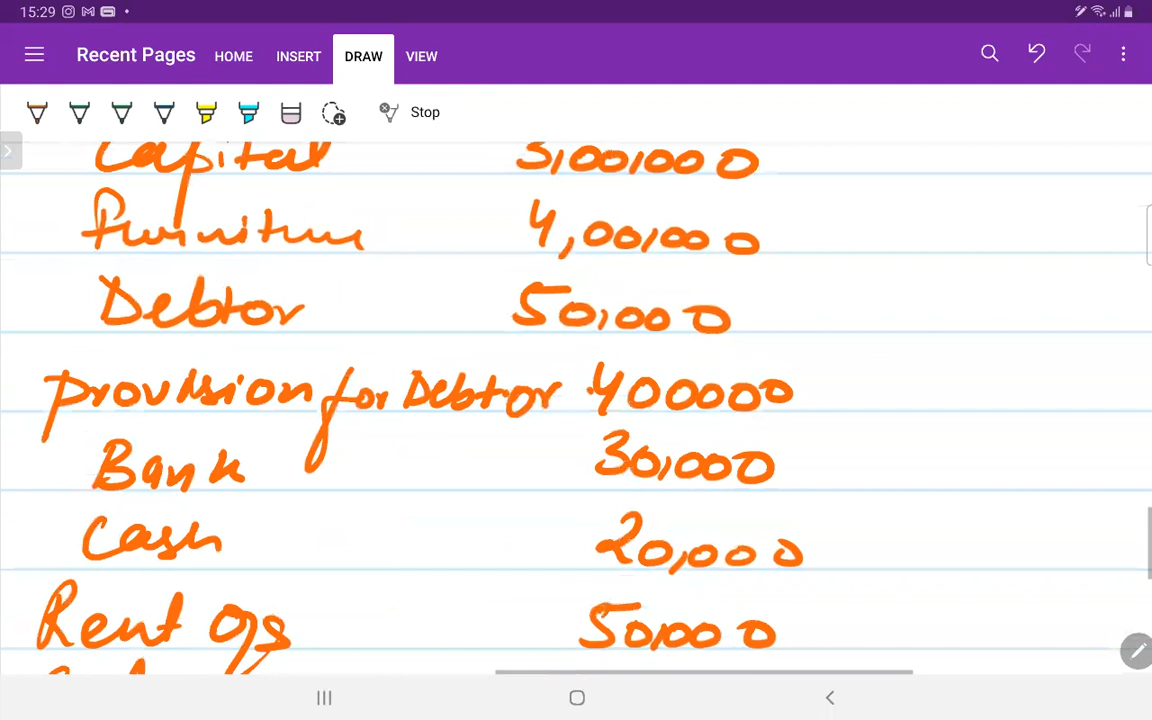 15:29
Recent Pages HOME INSERT DRAW VIEW
Stop
Capital 5,00,000
Furniture 4,00,000
Debtor 50,000
Provision for Debtor 400000
Bank 30,000
Cash 20,000
Rent o/s 50,000